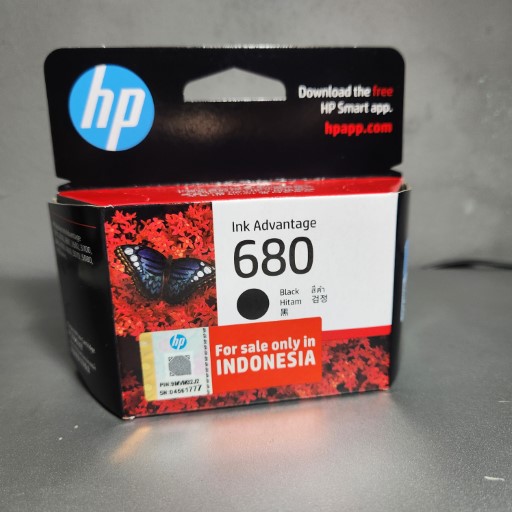 hp
Download the free
HP Smart app.
hpapp.com
Ink Advantage
680
Black
Hitam
黑
สีดำ
검정
hp
For sale only in
INDONESIA